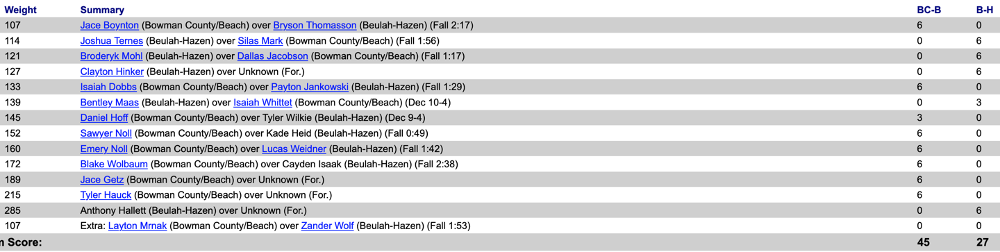 Weight Summary BC-B B-H
107 Jace Boynton (Bowman County/Beach) over Bryson Thomasson (Beulah-Hazen) (Fall 2:17) 6 0
114 Joshua Ternes (Beulah-Hazen) over Silas Mark (Bowman County/Beach) (Fall 1:56) 0 6
121 Broderyk Mohl (Beulah-Hazen) over Dallas Jacobson (Bowman County/Beach) (Fall 1:17) 0 6
127 Clayton Hinker (Beulah-Hazen) over Unknown (For.) 0 6
133 Isaiah Dobbs (Bowman County/Beach) over Payton Jankowski (Beulah-Hazen) (Fall 1:29) 6 0
139 Bentley Maas (Beulah-Hazen) over Isaiah Whittet (Bowman County/Beach) (Dec 10-4) 0 3
145 Daniel Hoff (Bowman County/Beach) over Tyler Wilkie (Beulah-Hazen) (Dec 9-4) 3 0
152 Sawyer Noll (Bowman County/Beach) over Kade Heid (Beulah-Hazen) (Fall 0:49) 6 0
160 Emery Noll (Bowman County/Beach) over Lucas Weidner (Beulah-Hazen) (Fall 1:42) 6 0
172 Blake Wolbaum (Bowman County/Beach) over Cayden Isaak (Beulah-Hazen) (Fall 2:38) 6 0
189 Jace Getz (Bowman County/Beach) over Unknown (For.) 6 0
215 Tyler Hauck (Bowman County/Beach) over Unknown (For.) 6 0
285 Anthony Hallett (Beulah-Hazen) over Unknown (For.) 0 6
107 Extra: Layton Mrnak (Bowman County/Beach) over Zander Wolf (Beulah-Hazen) (Fall 1:53) 0 0
Score: 45 27